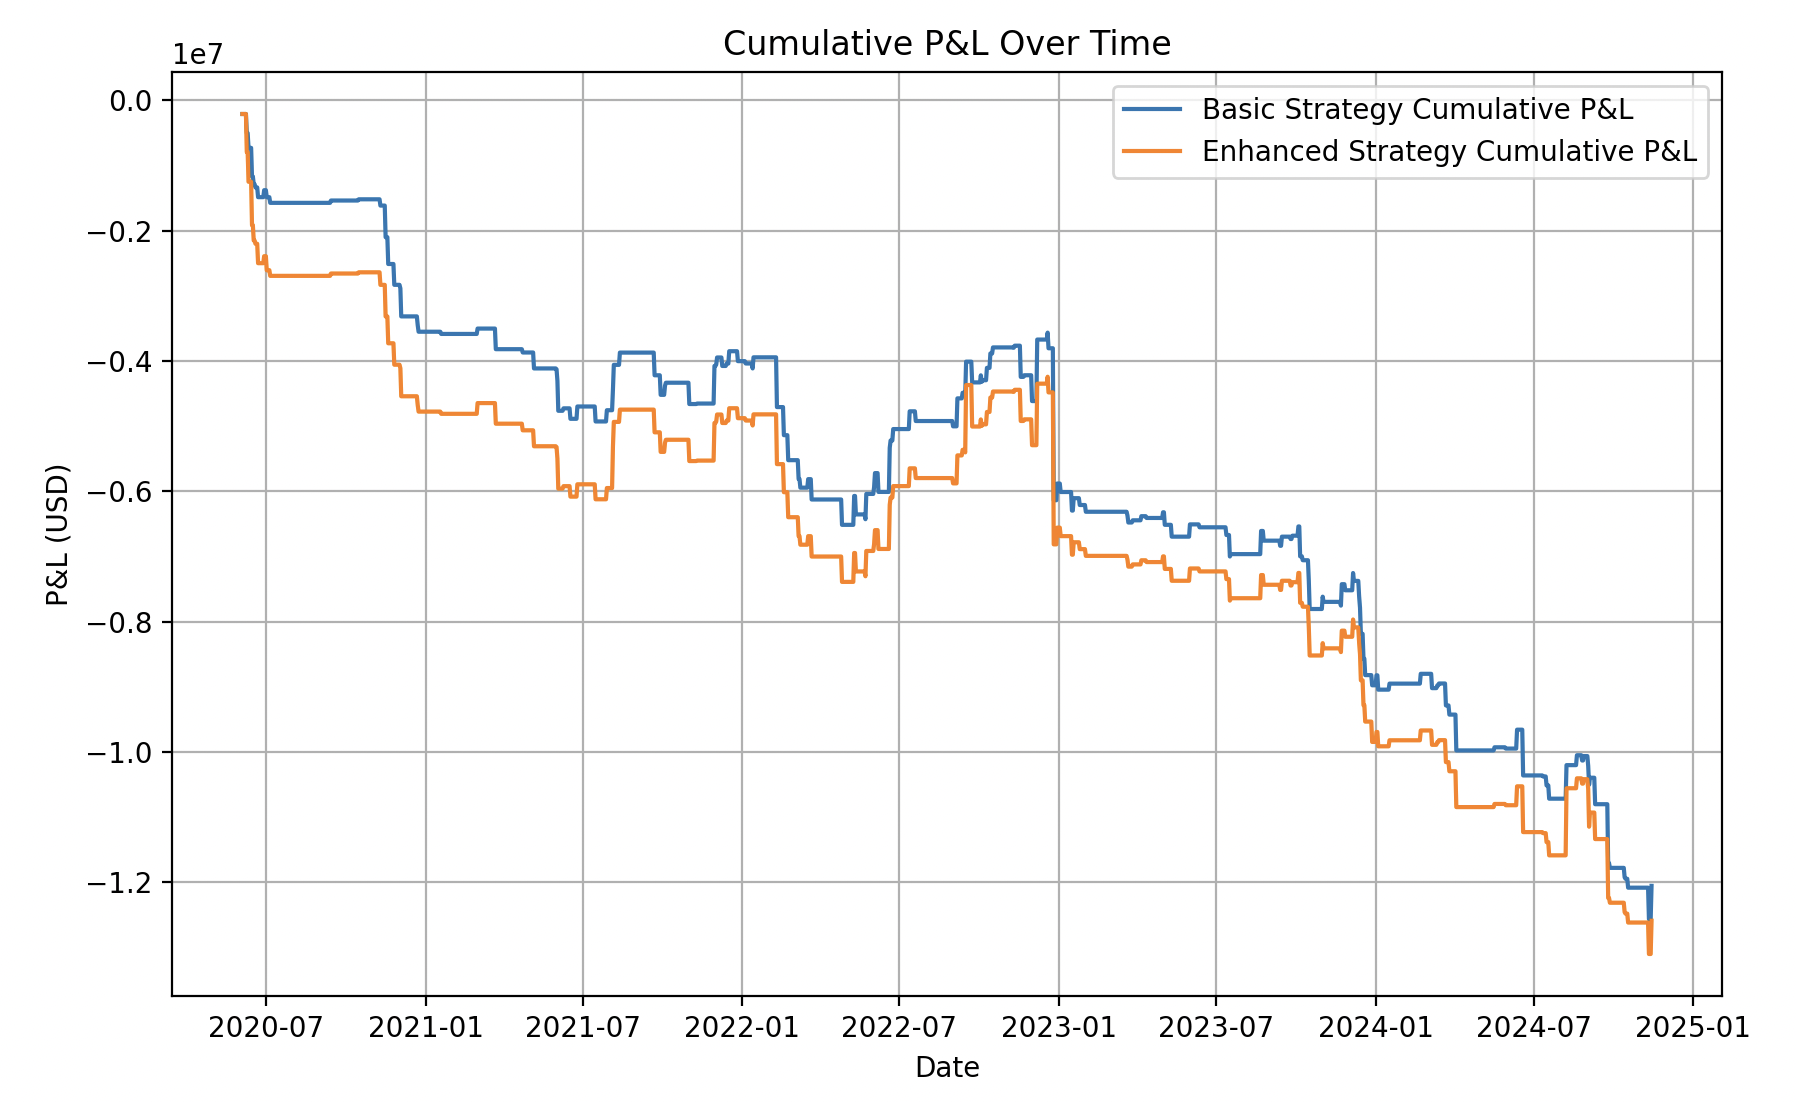 Cumulative P&L Over Time
1e7
Basic Strategy Cumulative P&L
Enhanced Strategy Cumulative P&L
0.0
−0.2
−0.4
−0.6
−0.8
−1.0
−1.2
P&L (USD)
2020-07 2021-01 2021-07 2022-01 2022-07 2023-01 2023-07 2024-01 2024-07 2025-01
Date